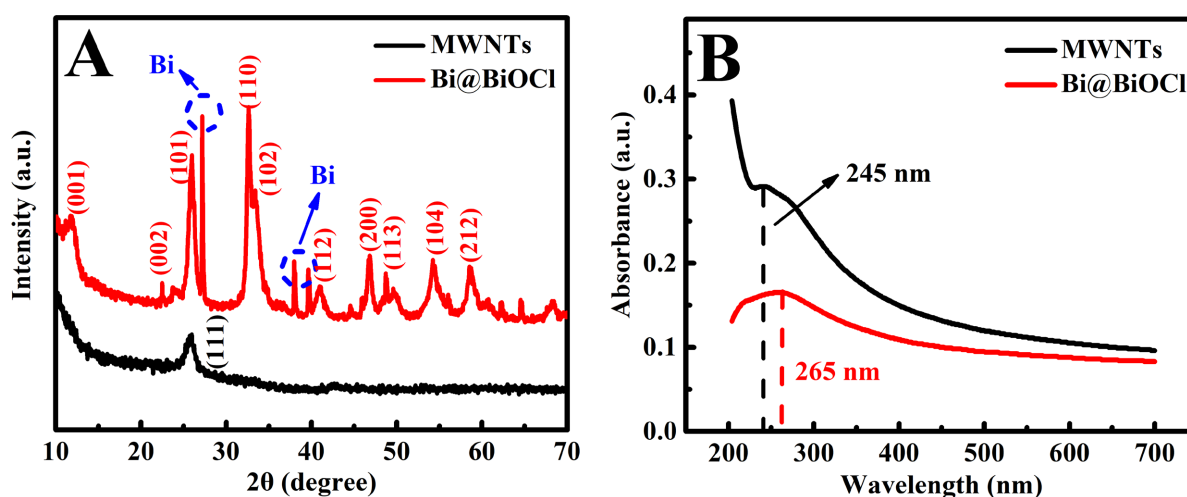 A
MWNTs
Bi@BiOCl
Bi
Bi
(001)
(002)
(101)
(110)
(102)
(112)
(200)
(113)
(104)
(212)
(111)
Intensity (a.u.)
10 20 30 40 50 60 70
2θ (degree)
B
MWNTs
Bi@BiOCl
245 nm
265 nm
Absorbance (a.u.)
0.4
0.3
0.2
0.1
0.0
200 300 400 500 600 700
Wavelength (nm)